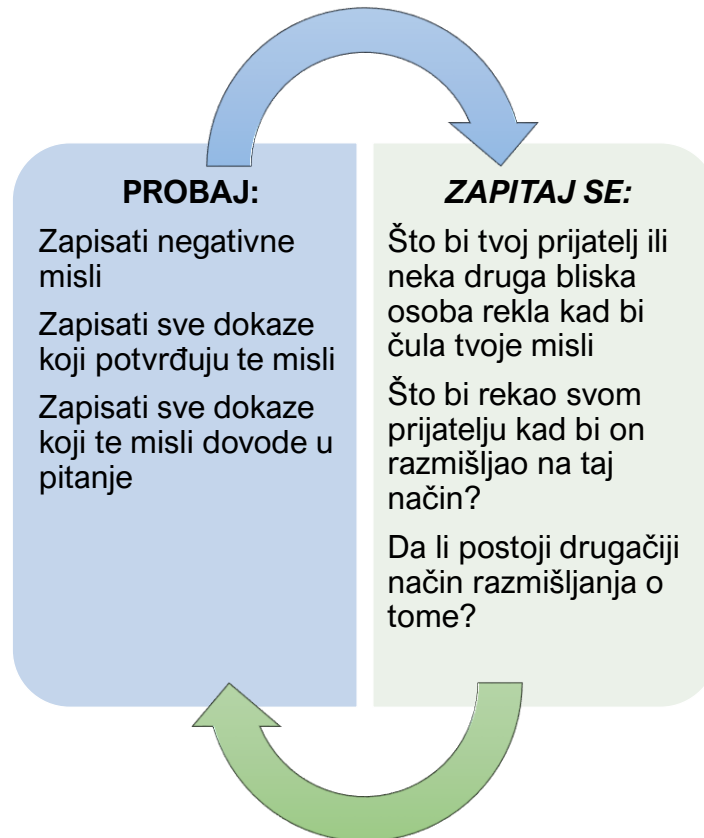 PROBAJ:
Zapisati negativne
misli
Zapisati sve dokaze
koji potvrđuju te misli
Zapisati sve dokaze
koji te misli dovode u
pitanje
ZAPITAJ SE:
Što bi tvoj prijatelj ili
neka druga bliska
osoba rekla kad bi
čula tvoje misli
Što bi rekao svom
prijatelju kad bi on
razmišljao na taj
način?
Da li postoji drugačiji
način razmišljanja o
tome?